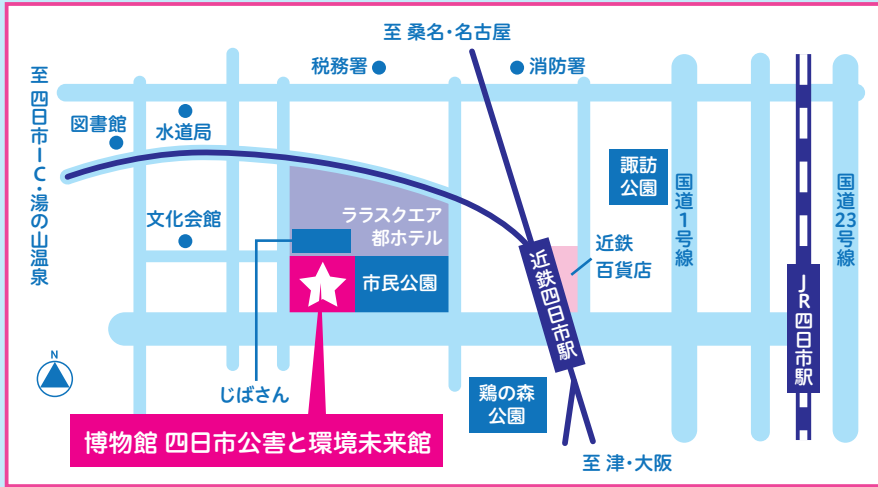 至 桑名・名古屋
税務署
消防署
至 四日市IC・湯の山温泉
図書館
水道局
諏訪
公園
国道1号線
国道23号線
ララスクエア
都ホテル
文化会館
近鉄
百貨店
市民公園
近鉄四日市駅
JR四日市駅
N
じばさん
鵜の森
公園
博物館 四日市公害と環境未来館
至 津・大阪